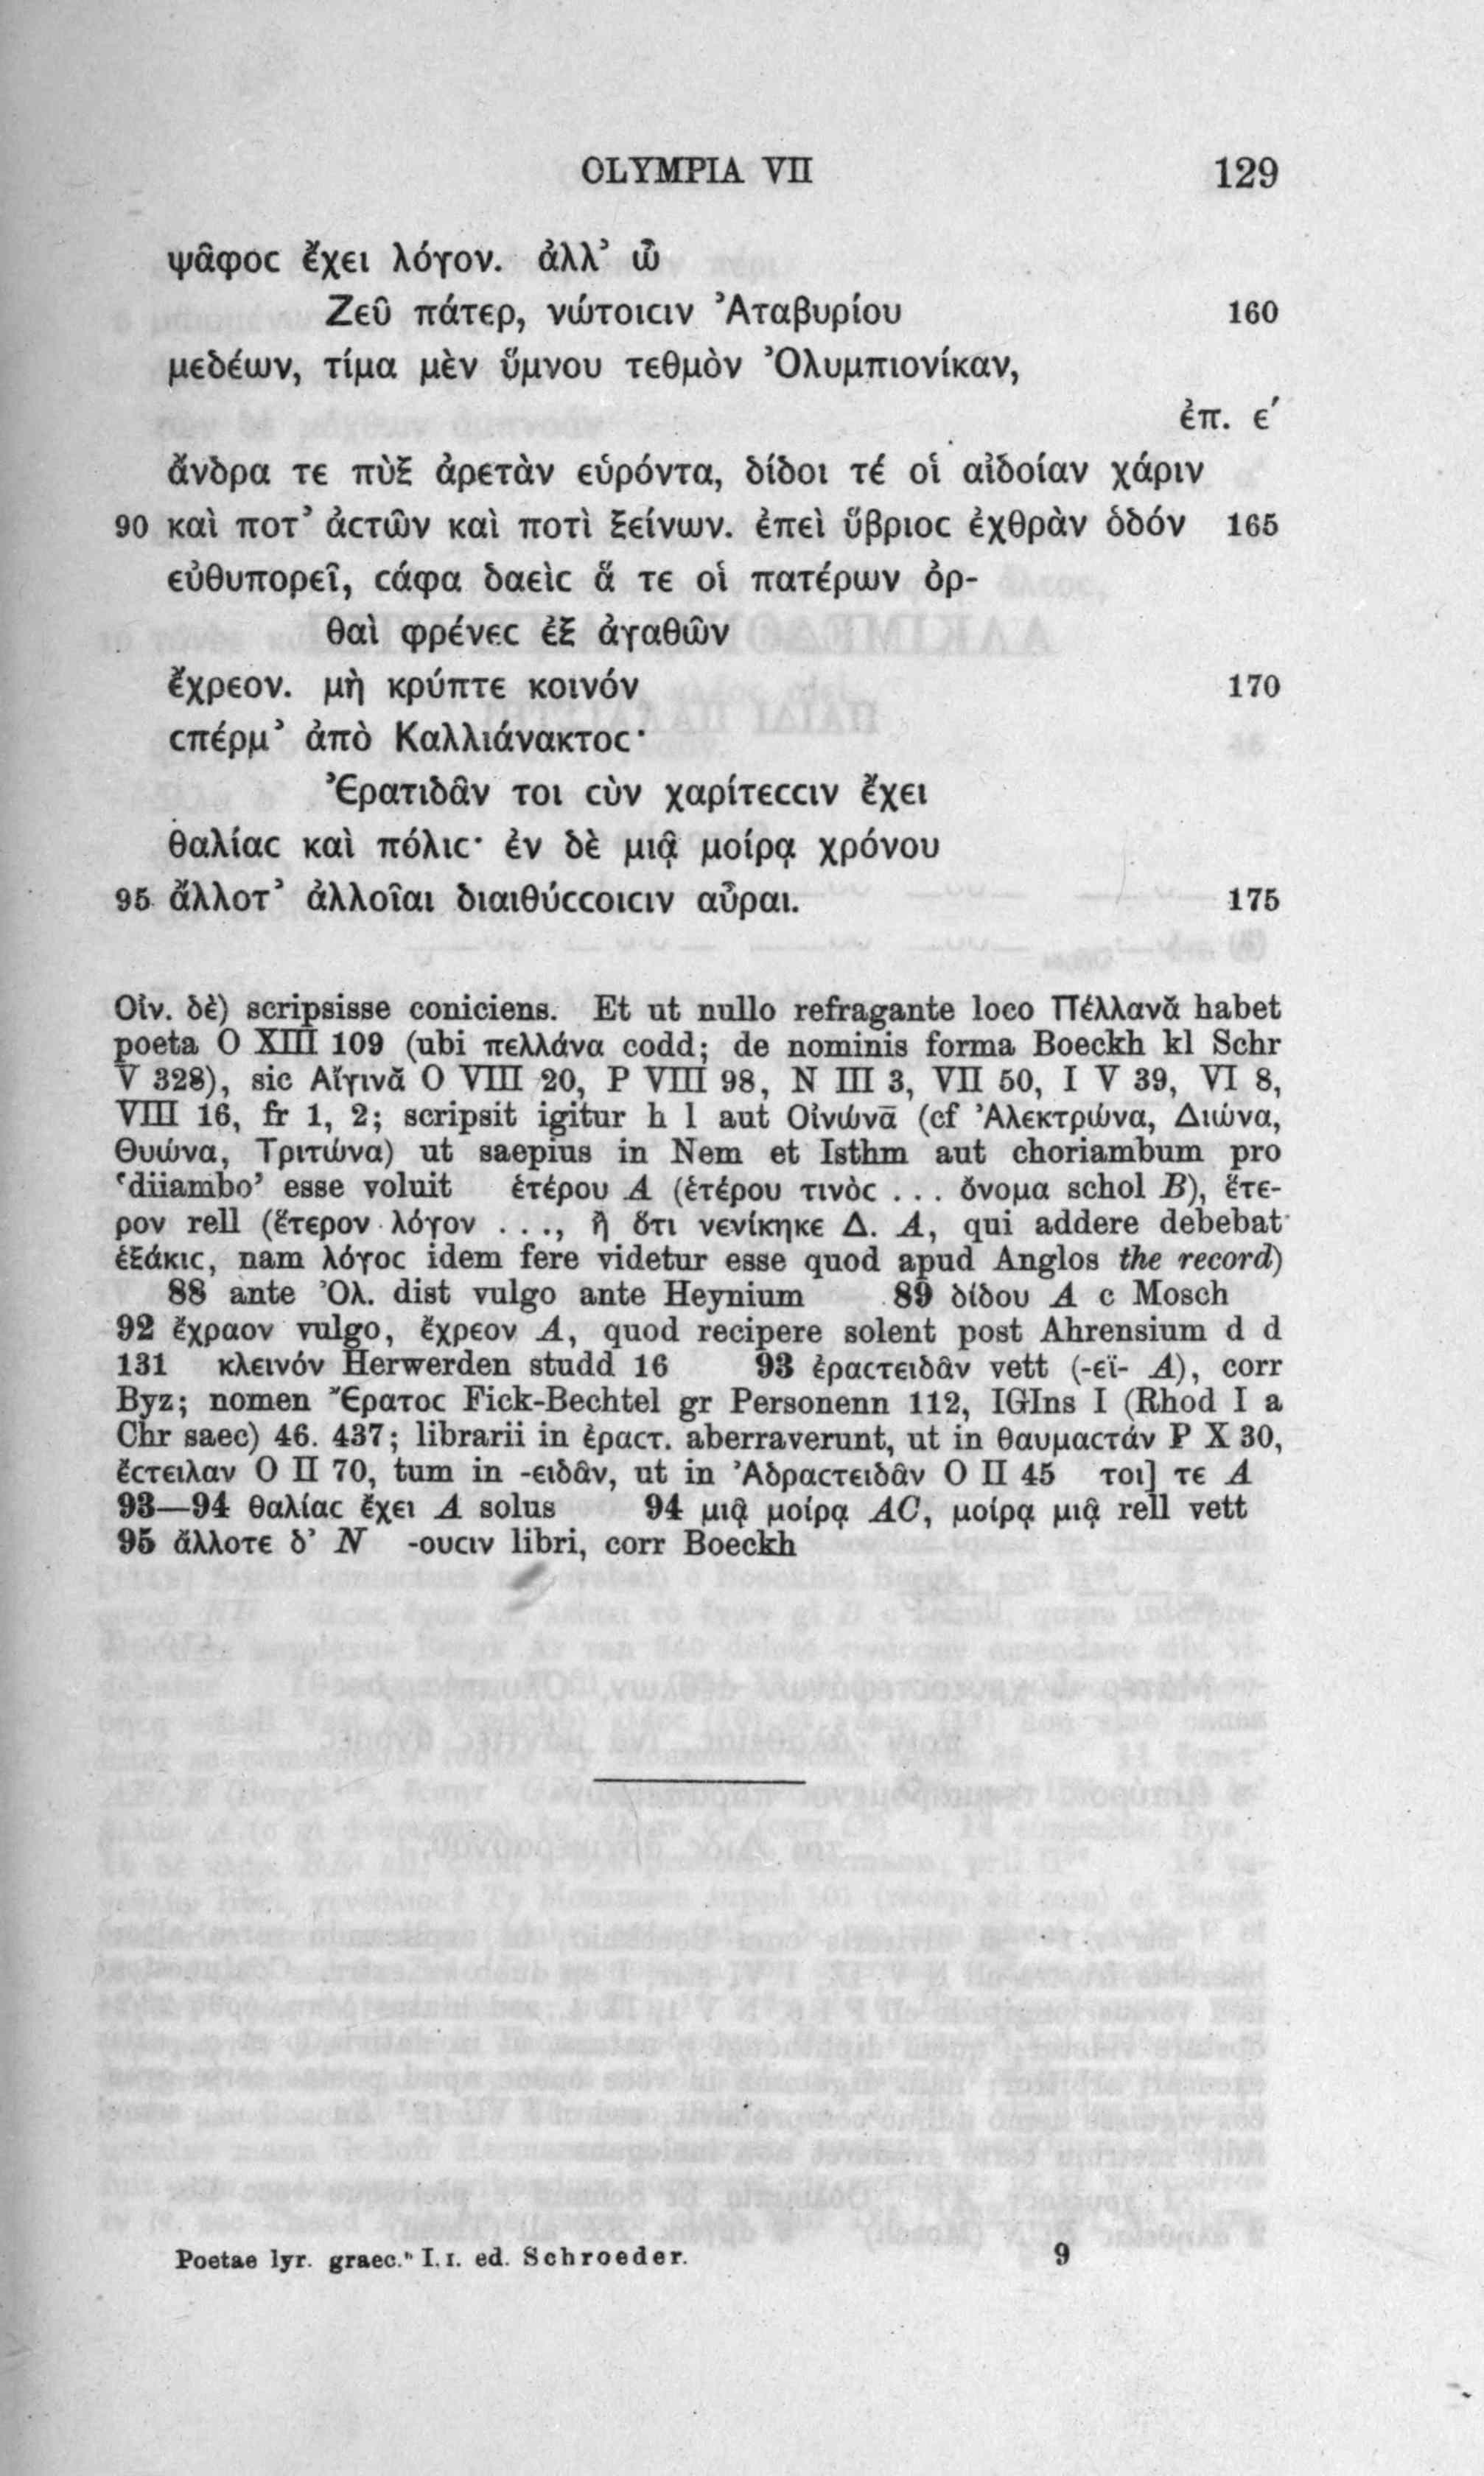 OLYMPIA VII 129
ψᾶφοϲ ἔχει λόγον. ἀλλ’ ὦ
Ζεῦ πάτερ, νώτοιϲιν Ἀταβυρίου 160
μεδέων, τίμα μὲν ὕμνου τεθμὸν Ὀλυμπιονίκαν,
ἐπ. ε′
ἄνδρα τε πὺξ ἀρετὰν εὑρόντα, δίδοι τέ οἱ αἰδοίαν χάριν
90 καὶ ποτ’ ἀϲτῶν καὶ ποτὶ ξείνων. ἐπεὶ ὕβριοϲ ἐχθρὰν ὁδόν 165
εὐθυπορεῖ, ϲάφα δαεὶϲ ἅ τε οἱ πατέρων ὀρ-
θαὶ φρένεϲ ἐξ ἀγαθῶν
ἔχρεον. μὴ κρύπτε κοινόν 170
ϲπέρμ’ ἀπὸ Καλλιάνακτοϲ·
Ἐρατιδᾶν τοι ϲὺν χαρίτεϲϲιν ἔχει
θαλίαϲ καὶ πόλιϲ· ἐν δὲ μιᾷ μοίρᾳ χρόνου
95 ἄλλοτ’ ἀλλοῖαι διαιθύϲϲοιϲιν αὖραι. 175
Οἰν. δὲ) scripsisse coniciens. Et ut nullo refragante loco Πέλλανᾰ habet
poeta O XIII 109 (ubi πελλάνα codd; de nominis forma Boeckh kl Schr
V 328), sic Αἴγινᾰ O VIII 20, P VIII 98, N III 3, VII 50, I V 39, VI 8,
VIII 16, fr 1, 2; scripsit igitur h l aut Οἰνώνᾱ (cf Ἀλεκτρώνα, Διώνα,
Θυώνα, Τριτώνα) ut saepius in Nem et Isthm aut choriambum pro
‘diiambo’ esse voluit ἑτέρου A (ἑτέρου τινὸϲ ... ὄνομα schol B), ἕτε-
ρον rell (ἕτερον λόγον ..., ἢ ὅτι νενίκηκε Δ. A, qui addere debebat
ἑξάκιϲ, nam λόγοϲ idem fere videtur esse quod apud Anglos the record)
88 ante Ὀλ. dist vulgo ante Heynium 89 δίδου A c Mosch
92 ἔχραον vulgo, ἔχρεον A, quod recipere solent post Ahrensium d d
131 κλεινόν Herwerden studd 16 93 ἐραϲτειδᾶν vett (-εϊ- A), corr
Byz; nomen Ἔρατοϲ Fick-Bechtel gr Personenn 112, IGIns I (Rhod I a
Chr saec) 46. 437; librarii in ἐραϲτ. aberraverunt, ut in θαυμαϲτάν P X 30,
ἔϲτειλαν O II 70, tum in -ειδᾶν, ut in Ἀδραϲτειδᾶν O II 45 τοι] τε A
93—94 θαλίαϲ ἔχει A solus 94 μιᾷ μοίρᾳ AC, μοίρᾳ μιᾷ rell vett
95 ἄλλοτε δ’ N -ουϲιν libri, corr Boeckh
Poetae lyr. graec." I. 1. ed. Schroeder. 9